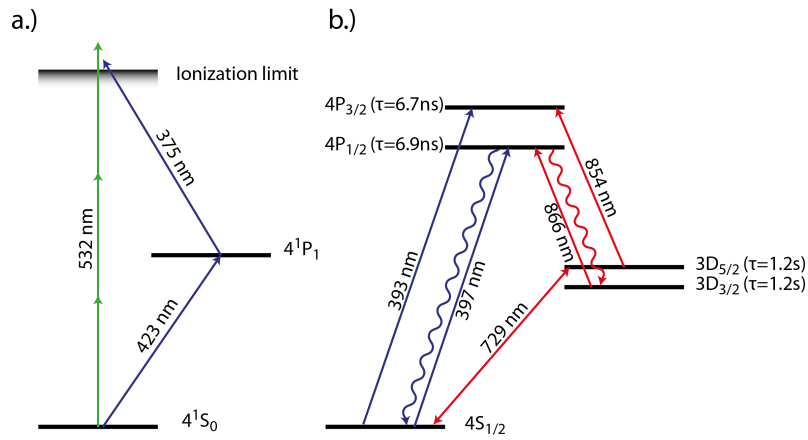 a.)
Ionization limit
375 nm
532 nm
4¹P₁
423 nm
4¹S₀
b.)
4P₃/₂ (τ=6.7ns)
4P₁/₂ (τ=6.9ns)
854 nm
866 nm
393 nm
397 nm
3D₅/₂ (τ=1.2s)
3D₃/₂ (τ=1.2s)
729 nm
4S₁/₂